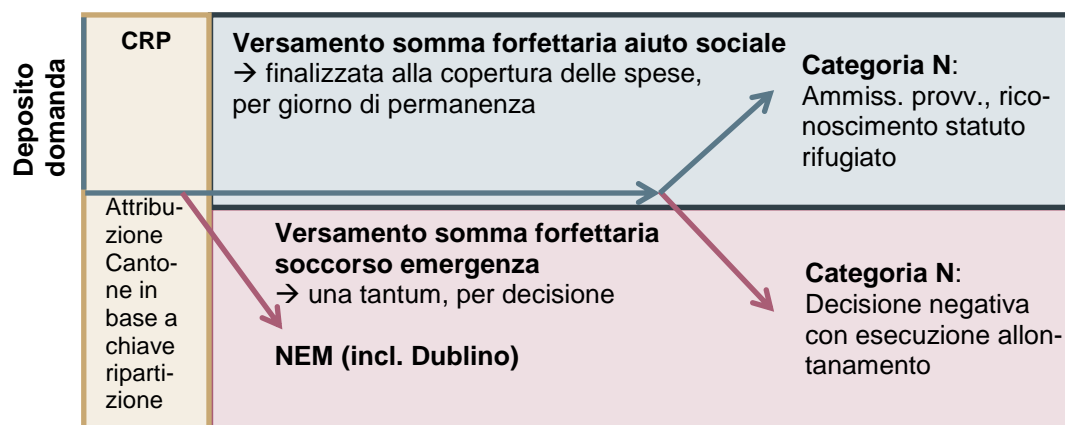 Deposito
domanda
CRP
Attribu-
zione
Canto-
ne in
base a
chiave
riparti-
zione
Versamento somma forfettaria aiuto sociale
→ finalizzata alla copertura delle spese,
per giorno di permanenza
Categoria N:
Ammiss. provv., rico-
noscimento statuto
rifugiato
Versamento somma forfettaria
soccorso emergenza
→ una tantum, per decisione
NEM (incl. Dublino)
Categoria N:
Decisione negativa
con esecuzione allon-
tanamento